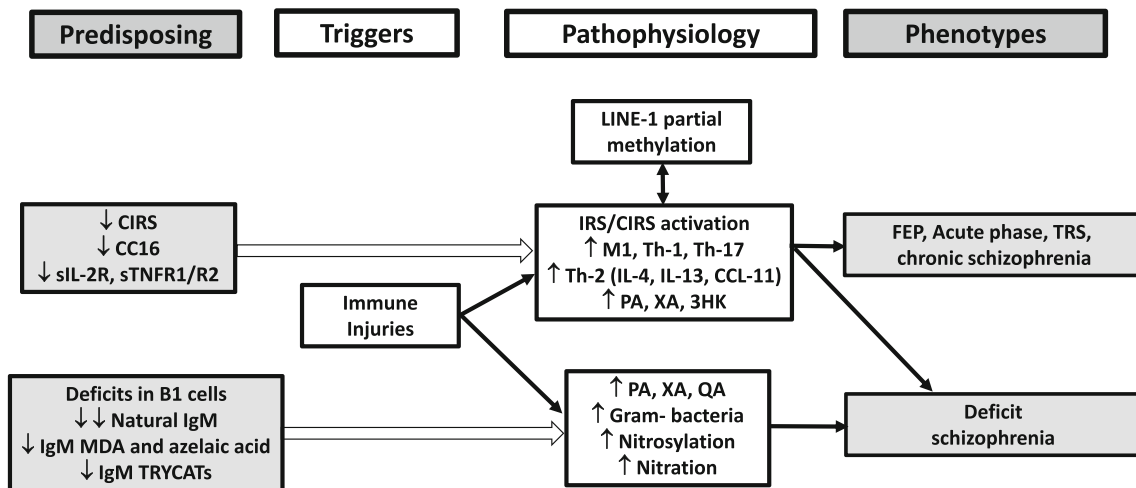 Predisposing
Triggers
Pathophysiology
Phenotypes
LINE-1 partial
methylation
↓ CIRS
↓ CC16
↓ sIL-2R, sTNFR1/R2
IRS/CIRS activation
↑ M1, Th-1, Th-17
↑ Th-2 (IL-4, IL-13, CCL-11)
↑ PA, XA, 3HK
FEP, Acute phase, TRS,
chronic schizophrenia
Immune
Injuries
Deficits in B1 cells
↓↓ Natural IgM
↓ IgM MDA and azelaic acid
↓ IgM TRYCATs
↑ PA, XA, QA
↑ Gram- bacteria
↑ Nitrosylation
↑ Nitration
Deficit
schizophrenia